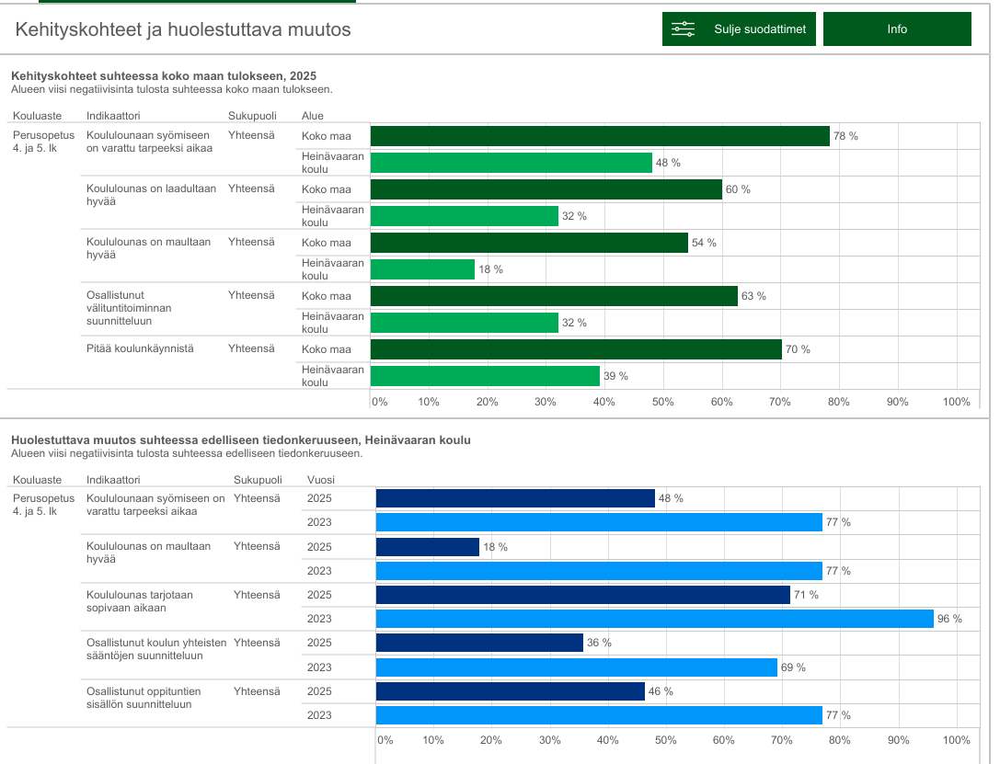 Kehityskohteet ja huolestuttava muutos
Sulje suodattimet
Info
Kehityskohteet suhteessa koko maan tulokseen, 2025
Alueen viisi negatiivisinta tulosta suhteessa koko maan tulokseen.
Kouluaste Indikaattori Sukupuoli Alue
Perusopetus 4. ja 5. lk
Koululounaan syömiseen on varattu tarpeeksi aikaa
Yhteensä
Koko maa 78 %
Heinävaaran koulu 48 %
Koululounas on laadultaan hyvää
Yhteensä
Koko maa 60 %
Heinävaaran koulu 32 %
Koululounas on maultaan hyvää
Yhteensä
Koko maa 54 %
Heinävaaran koulu 18 %
Osallistunut välituntitoiminnan suunnitteluun
Yhteensä
Koko maa 63 %
Heinävaaran koulu 32 %
Pitää koulunkäynnistä
Yhteensä
Koko maa 70 %
Heinävaaran koulu 39 %
0% 10% 20% 30% 40% 50% 60% 70% 80% 90% 100%
Huolestuttava muutos suhteessa edelliseen tiedonkeruuseen, Heinävaaran koulu
Alueen viisi negatiivisinta tulosta suhteessa edelliseen tiedonkeruuseen.
Kouluaste Indikaattori Sukupuoli Vuosi
Perusopetus 4. ja 5. lk
Koululounaan syömiseen on varattu tarpeeksi aikaa
Yhteensä
2025 48 %
2023 77 %
Koululounas on maultaan hyvää
Yhteensä
2025 18 %
2023 77 %
Koululounas tarjotaan sopivaan aikaan
Yhteensä
2025 71 %
2023 96 %
Osallistunut koulun yhteisten sääntöjen suunnitteluun
Yhteensä
2025 36 %
2023 69 %
Osallistunut oppituntien sisällön suunnitteluun
Yhteensä
2025 46 %
2023 77 %
0% 10% 20% 30% 40% 50% 60% 70% 80% 90% 100%